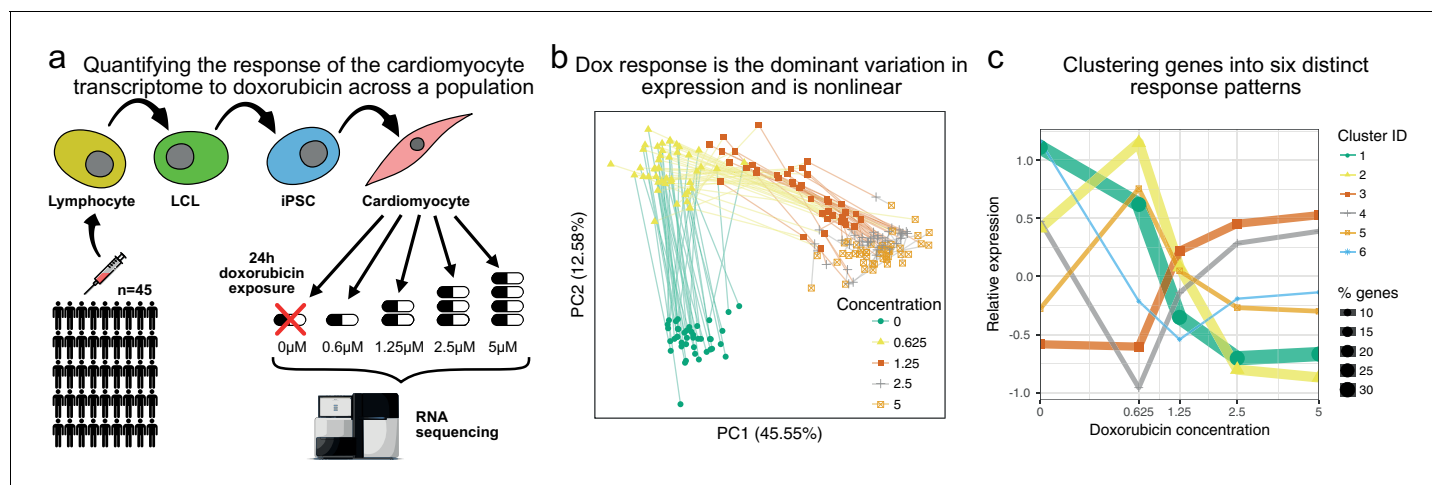 a
Quantifying the response of the cardiomyocyte
transcriptome to doxorubicin across a population
Lymphocyte
LCL
iPSC
Cardiomyocyte
n=45
24h
doxorubicin
exposure
0µM
0.6µM
1.25µM
2.5µM
5µM
RNA
sequencing
b
Dox response is the dominant variation in
expression and is nonlinear
PC2 (12.58%)
PC1 (45.55%)
Concentration
0
0.625
1.25
2.5
5
c
Clustering genes into six distinct
response patterns
Relative expression
1.0
0.5
0.0
-0.5
-1.0
0
0.625
1.25
2.5
5
Doxorubicin concentration
Cluster ID
1
2
3
4
5
6
% genes
10
15
20
25
30